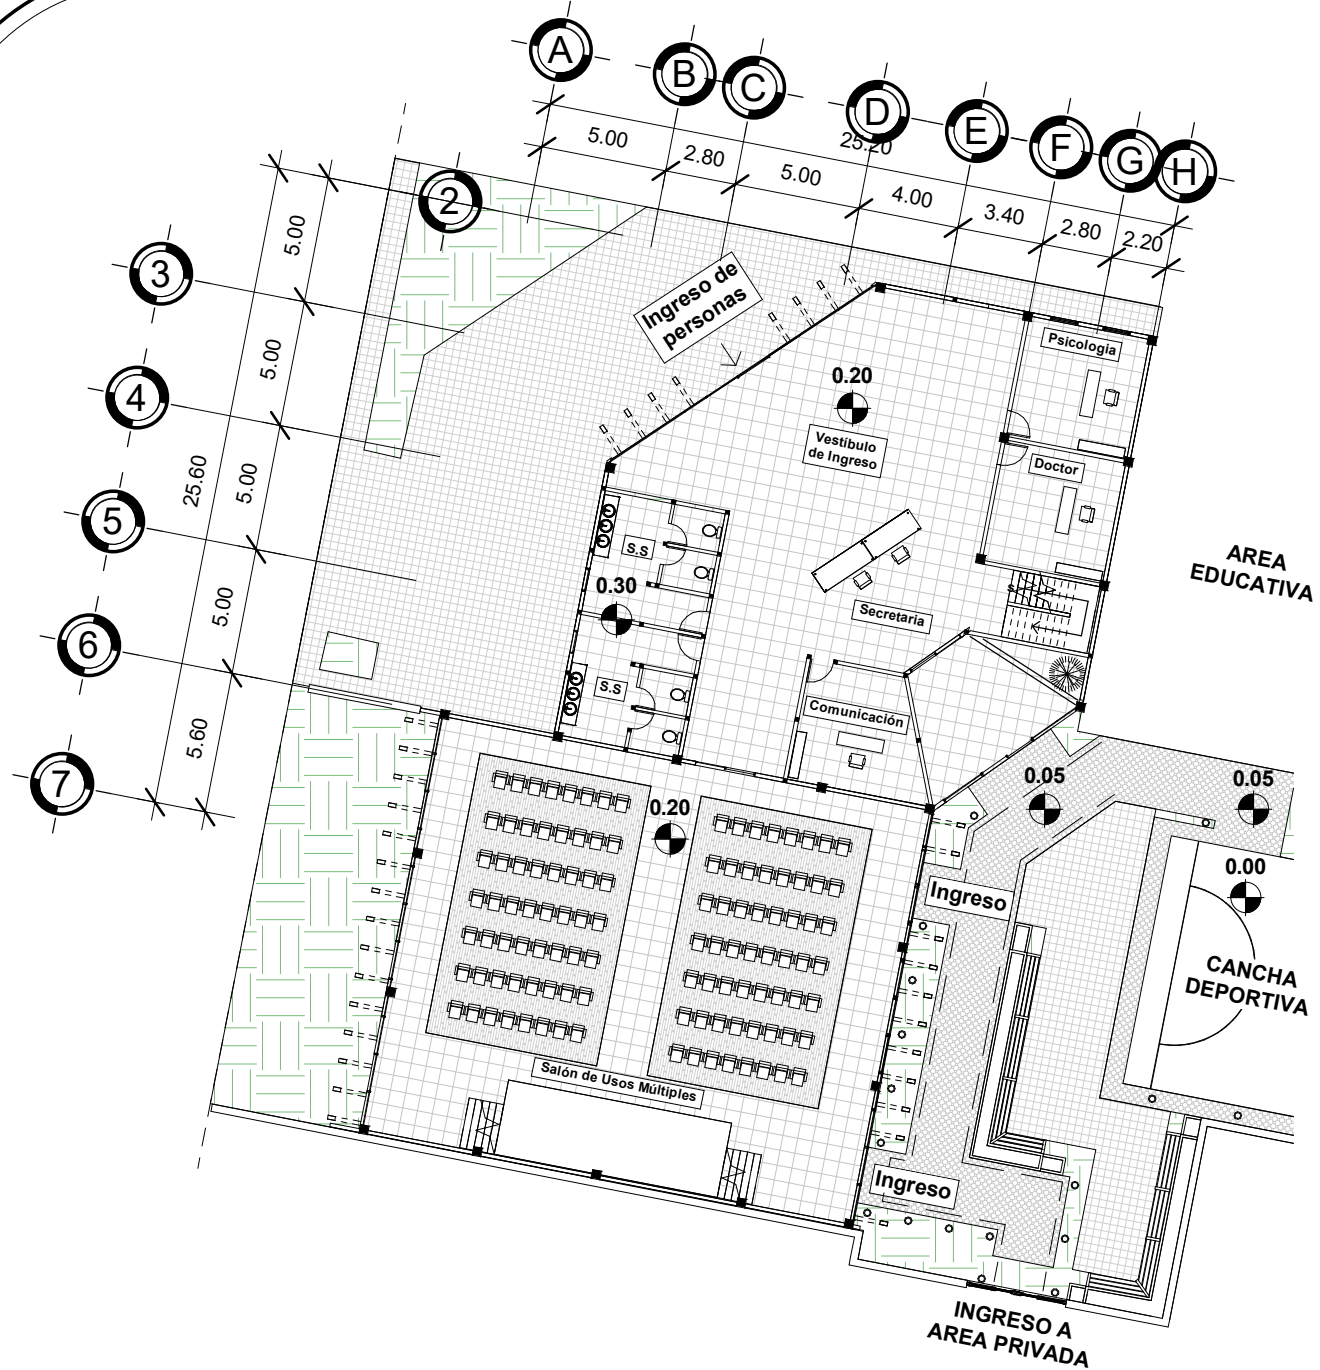 A
B
C
D
E
F
G
H
25.20
5.00
2.80
5.00
4.00
3.40
2.80
2.20
2
3
4
5
6
7
5.00
5.00
25.60
5.00
5.00
5.60
Ingreso de
personas
Psicologia
0.20
Vestíbulo
de Ingreso
Doctor
S.S
0.30
Secretaria
AREA
EDUCATIVA
S.S
Comunicación
0.05
0.05
0.20
0.00
Ingreso
CANCHA
DEPORTIVA
Salón de Usos Múltiples
Ingreso
INGRESO A
AREA PRIVADA